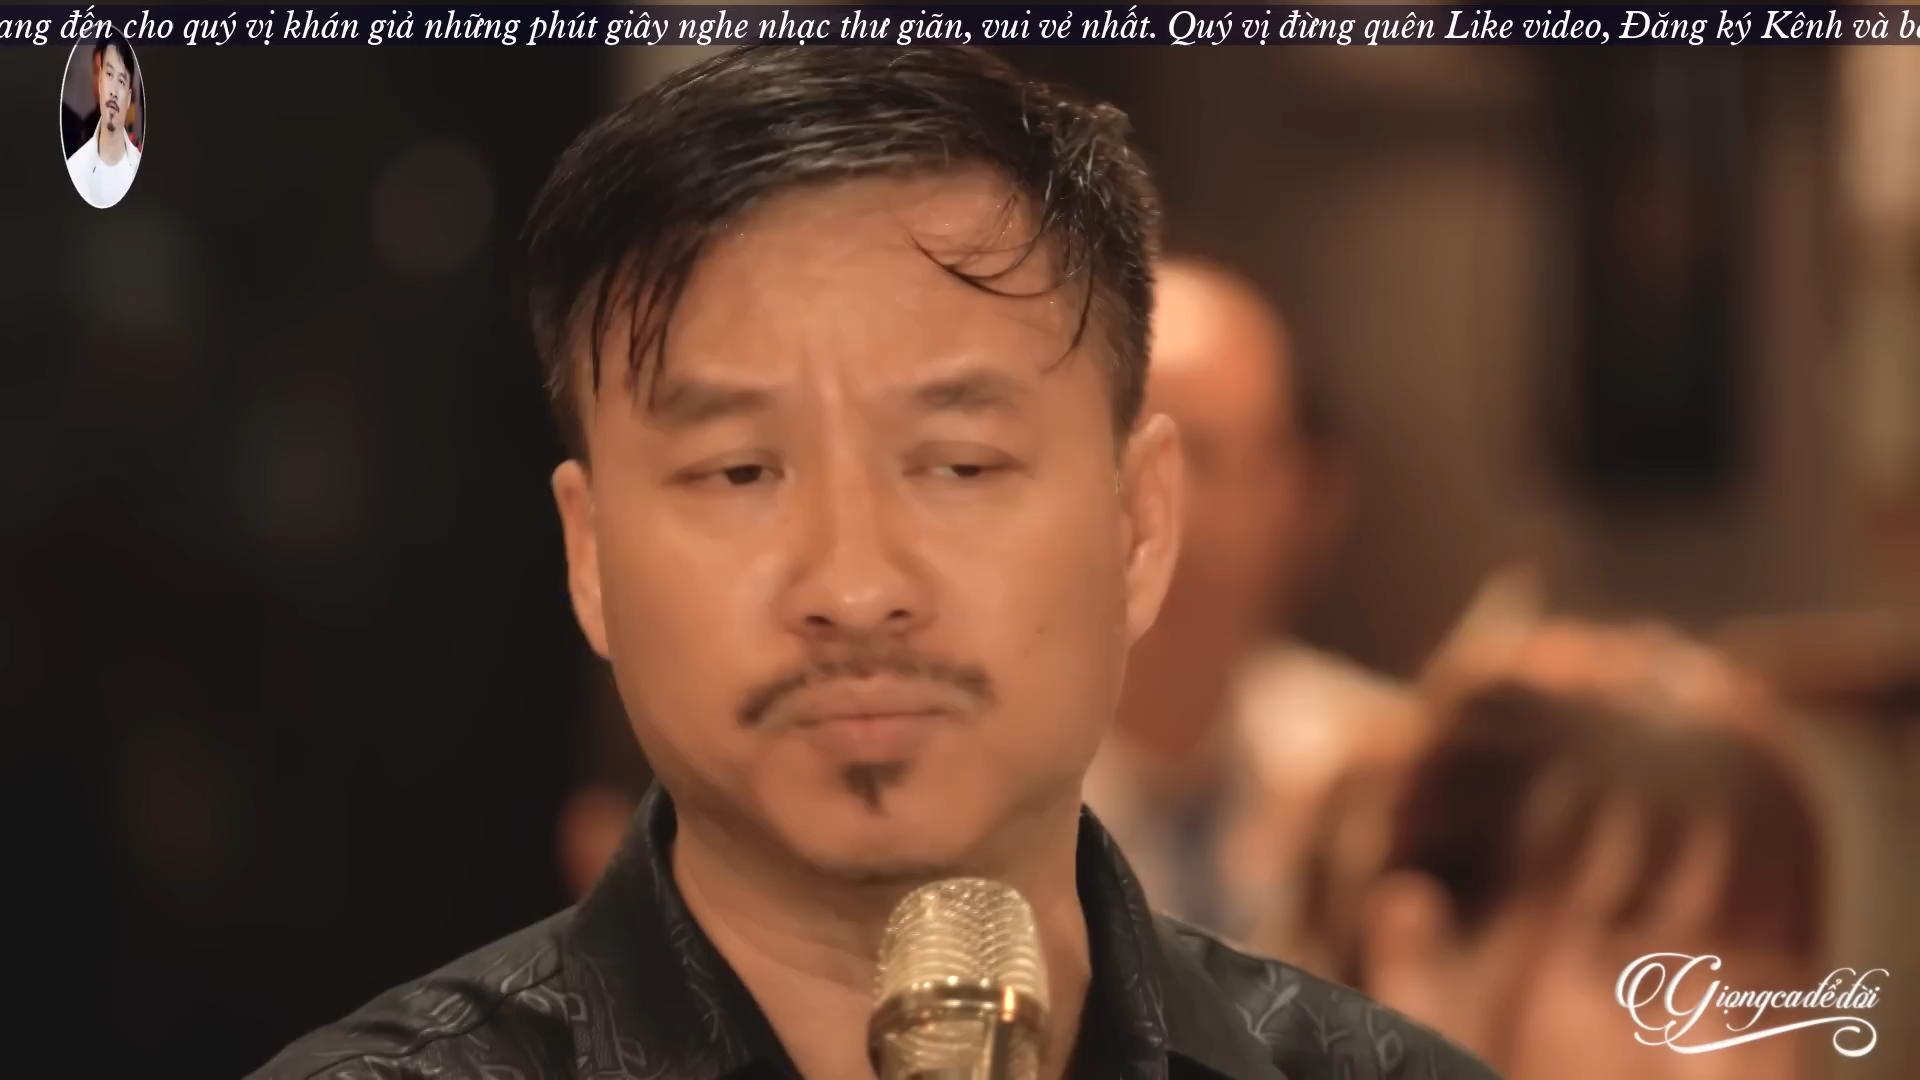 ang đến cho quý vị khán giả những phút giây nghe nhạc thư giãn, vui vẻ nhất. Quý vị đừng quên Like video, Đăng ký Kênh và b
Giọngcađểđời